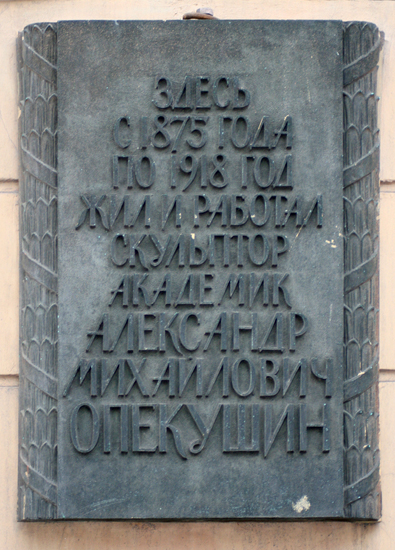 ЗДЕСЬ
С 1875 ГОДА
ПО 1918 ГОД
ЖИЛ И РАБОТАЛ
СКУЛЬПТОР
АКАДЕМИК
АЛЕКСАНДР
МИХАЙЛОВИЧ
ОПЕКУШИН